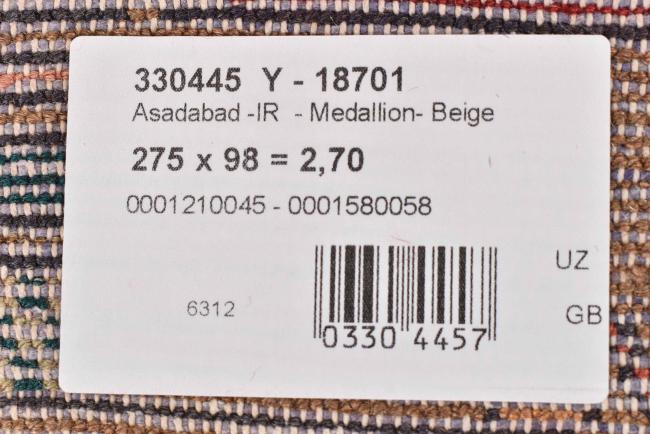 330445 Y - 18701
Asadabad -IR - Medallion- Beige
275 x 98 = 2,70
0001210045 - 0001580058
UZ
6312
GB
0330 4457